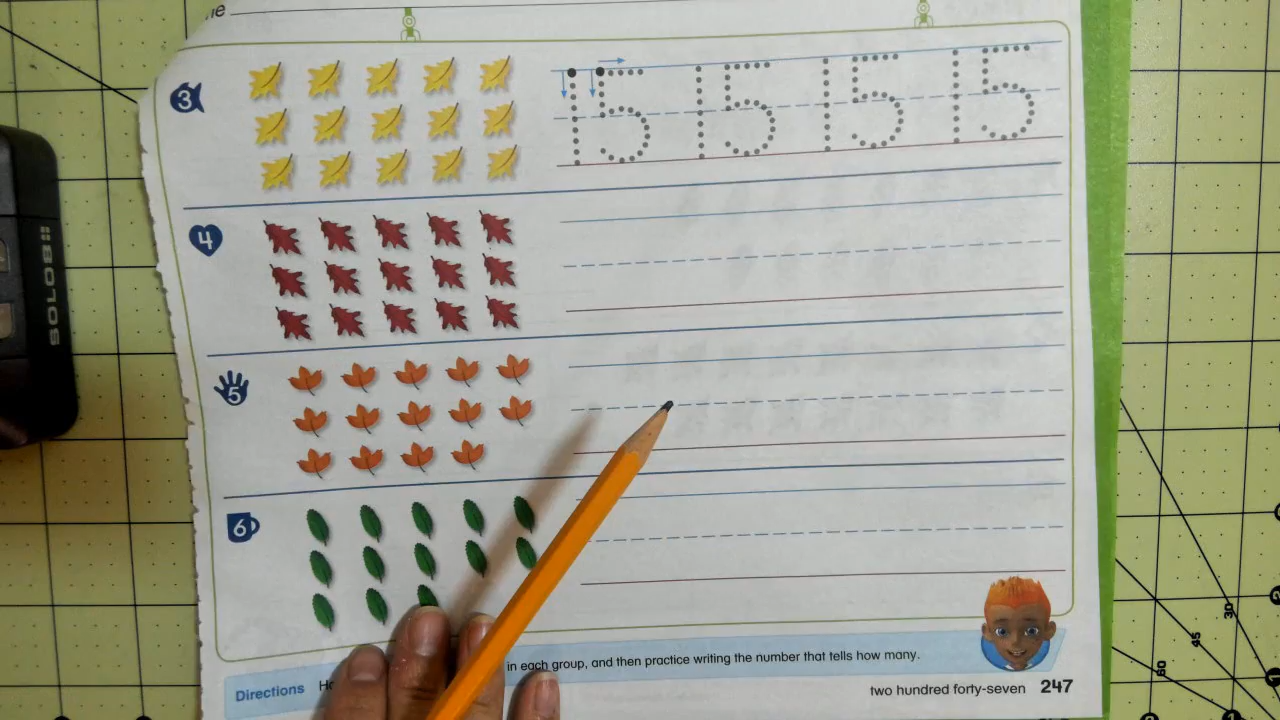 3
15 15 15 15
4
5
6
Directions
in each group, and then practice writing the number that tells how many.
two hundred forty-seven 247
SOLO8
45
60
30